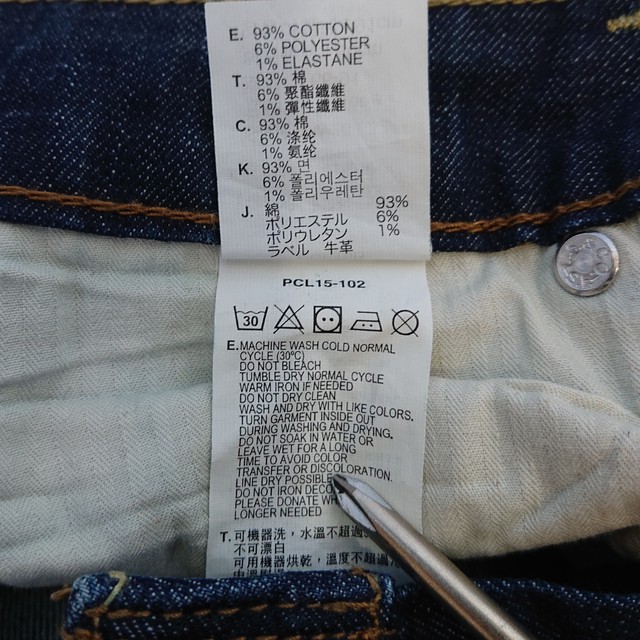 E. 93% COTTON
6% POLYESTER
1% ELASTANE
T. 93% 棉
6% 聚酯纖維
1% 彈性纖維
C. 93% 棉
6% 涤纶
1% 氨纶
K. 93% 면
6% 폴리에스터
1% 폴리우레탄
J. 綿 93%
ポリエステル 6%
ポリウレタン 1%
ラベル 牛革
PCL15-102
30
E. MACHINE WASH COLD NORMAL
CYCLE (30°C)
DO NOT BLEACH
TUMBLE DRY NORMAL CYCLE
WARM IRON IF NEEDED
DO NOT DRY CLEAN
WASH AND DRY WITH LIKE COLORS,
TURN GARMENT INSIDE OUT
DURING WASHING AND DRYING,
DO NOT SOAK IN WATER OR
LEAVE WET FOR A LONG
TIME TO AVOID COLOR
TRANSFER OR DISCOLORATION.
LINE DRY POSSIBLE
DO NOT IRON
PLEASE DONATE
LONGER NEEDED
T. 可機器洗，水溫不超過
不可漂白
可用機器烘乾，溫度不超過